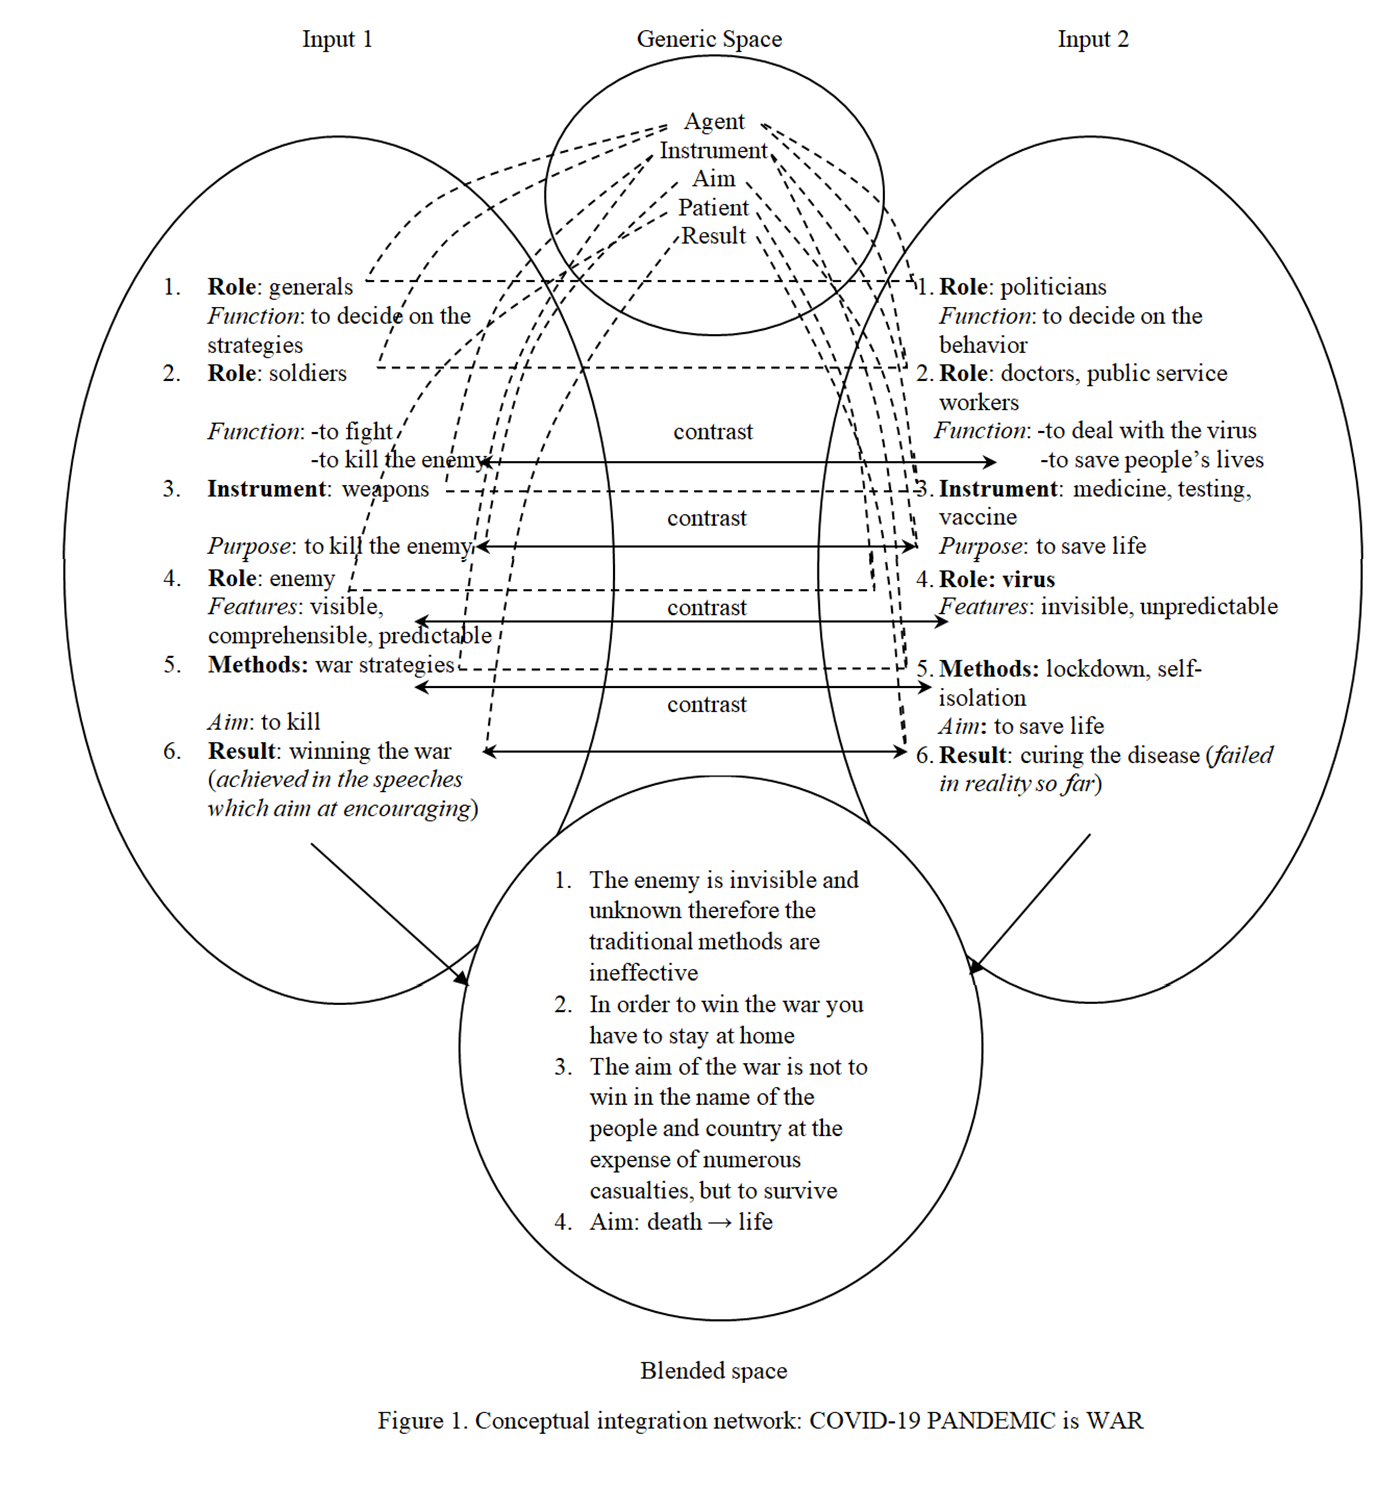 Input 1
Generic Space
Input 2
Agent
Instrument
Aim
Patient
Result
1. Role: generals
Function: to decide on the
strategies
2. Role: soldiers
Function: -to fight
-to kill the enemy
3. Instrument: weapons
Purpose: to kill the enemy
4. Role: enemy
Features: visible,
comprehensible, predictable
5. Methods: war strategies
Aim: to kill
6. Result: winning the war
(achieved in the speeches
which aim at encouraging)
contrast
contrast
contrast
contrast
1. Role: politicians
Function: to decide on the
behavior
2. Role: doctors, public service
workers
Function: -to deal with the virus
-to save people’s lives
3. Instrument: medicine, testing,
vaccine
Purpose: to save life
4. Role: virus
Features: invisible, unpredictable
5. Methods: lockdown, self-
isolation
Aim: to save life
6. Result: curing the disease (failed
in reality so far)
1. The enemy is invisible and
unknown therefore the
traditional methods are
ineffective
2. In order to win the war you
have to stay at home
3. The aim of the war is not to
win in the name of the
people and country at the
expense of numerous
casualties, but to survive
4. Aim: death → life
Blended space
Figure 1. Conceptual integration network: COVID-19 PANDEMIC is WAR